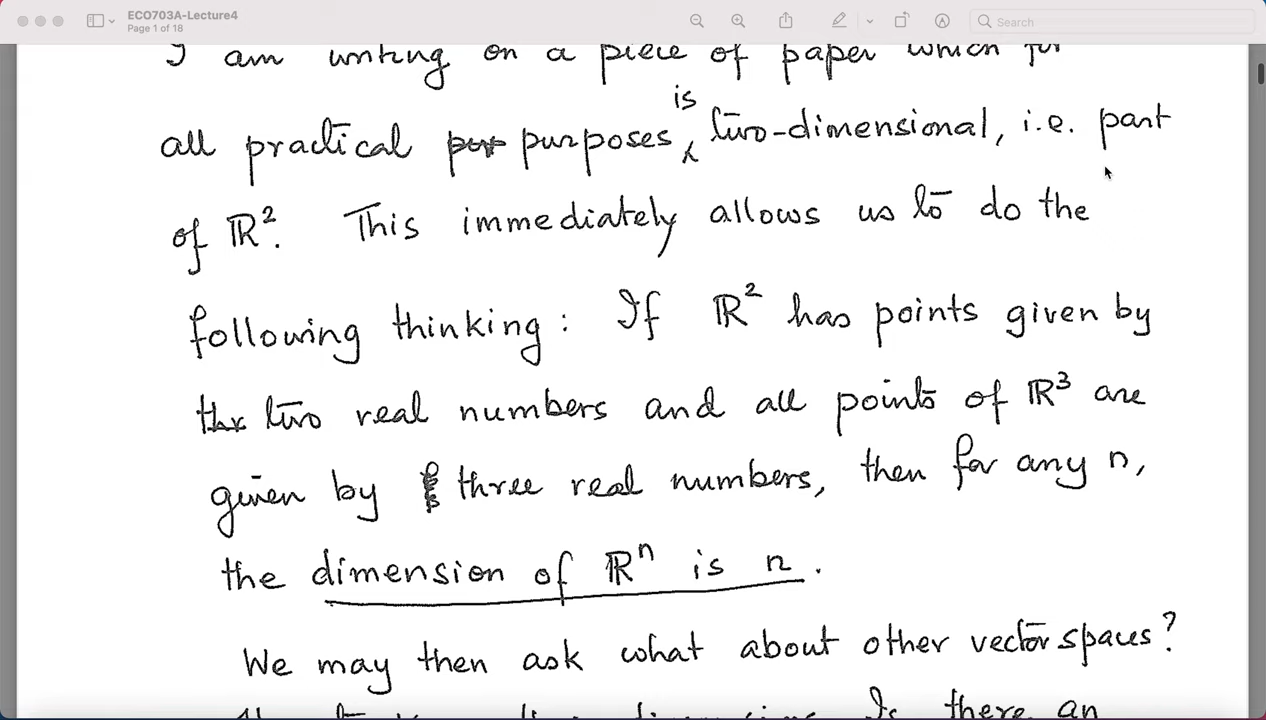 ECO703A-Lecture4
Page 1 of 18
Search
I am writing on a piece of paper which for
all practical purposes is two-dimensional, i.e. part
of ℝ². This immediately allows us to do the
following thinking: If ℝ² has points given by
two real numbers and all points of ℝ³ are
given by three real numbers, then for any n,
the dimension of ℝⁿ is n.
We may then ask what about other vector spaces?
Is there an